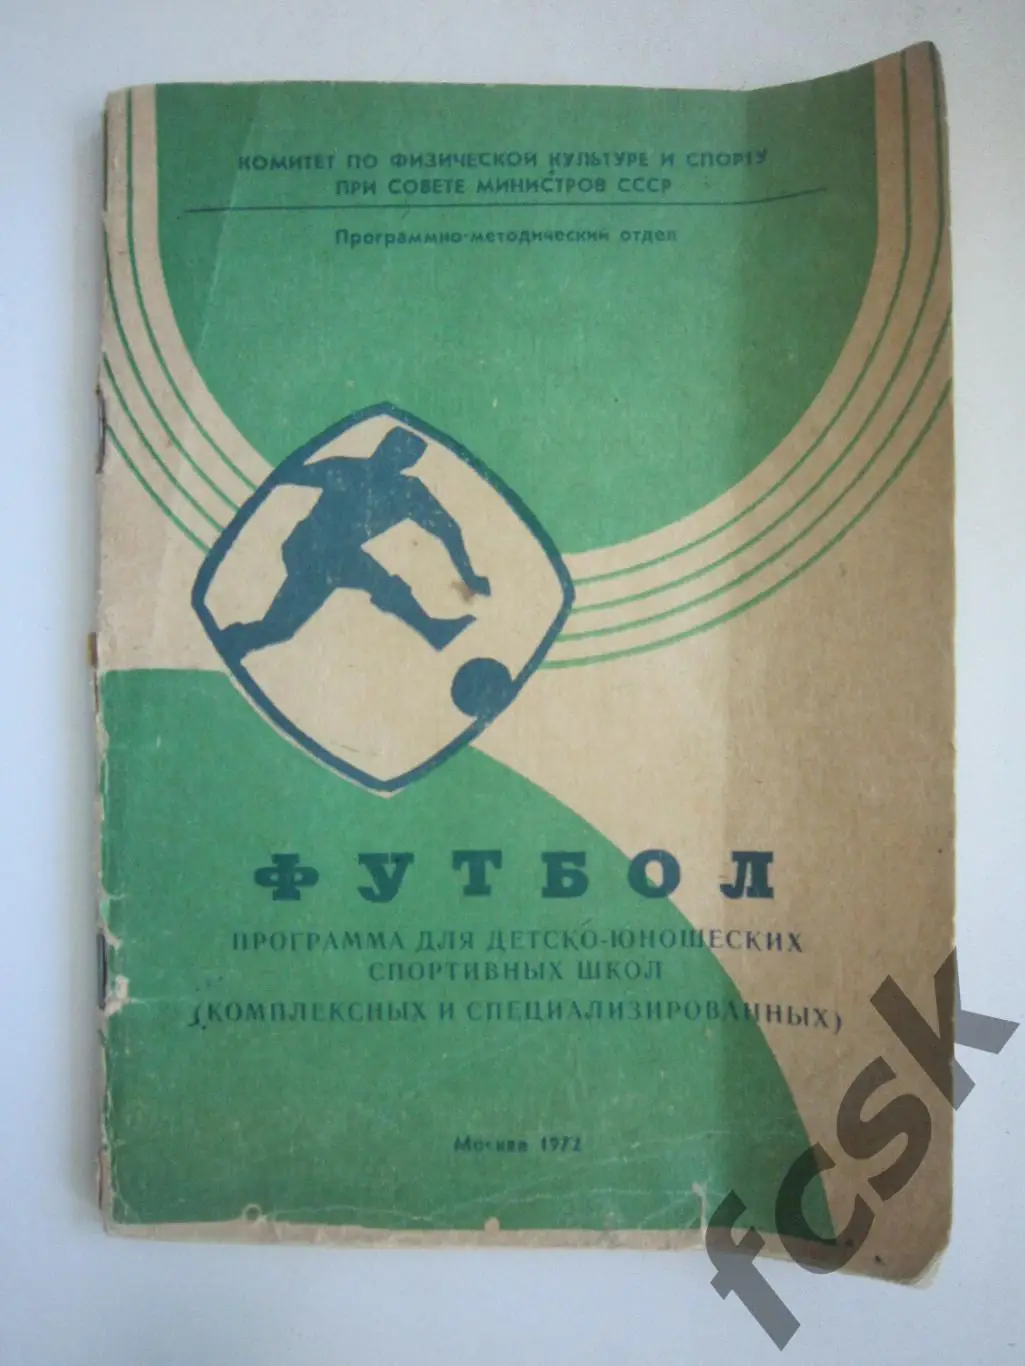 КОМИТЕТ ПО ФИЗИЧЕСКОЙ КУЛЬТУРЕ И СПОРТУ
ПРИ СОВЕТЕ МИНИСТРОВ СССР
Программно-методический отдел
ФУТБОЛ
ПРОГРАММА ДЛЯ ДЕТСКО-ЮНОШЕСКИХ
СПОРТИВНЫХ ШКОЛ
(КОМПЛЕКСНЫХ И СПЕЦИАЛИЗИРОВАННЫХ)
Москва 1972
fcsk